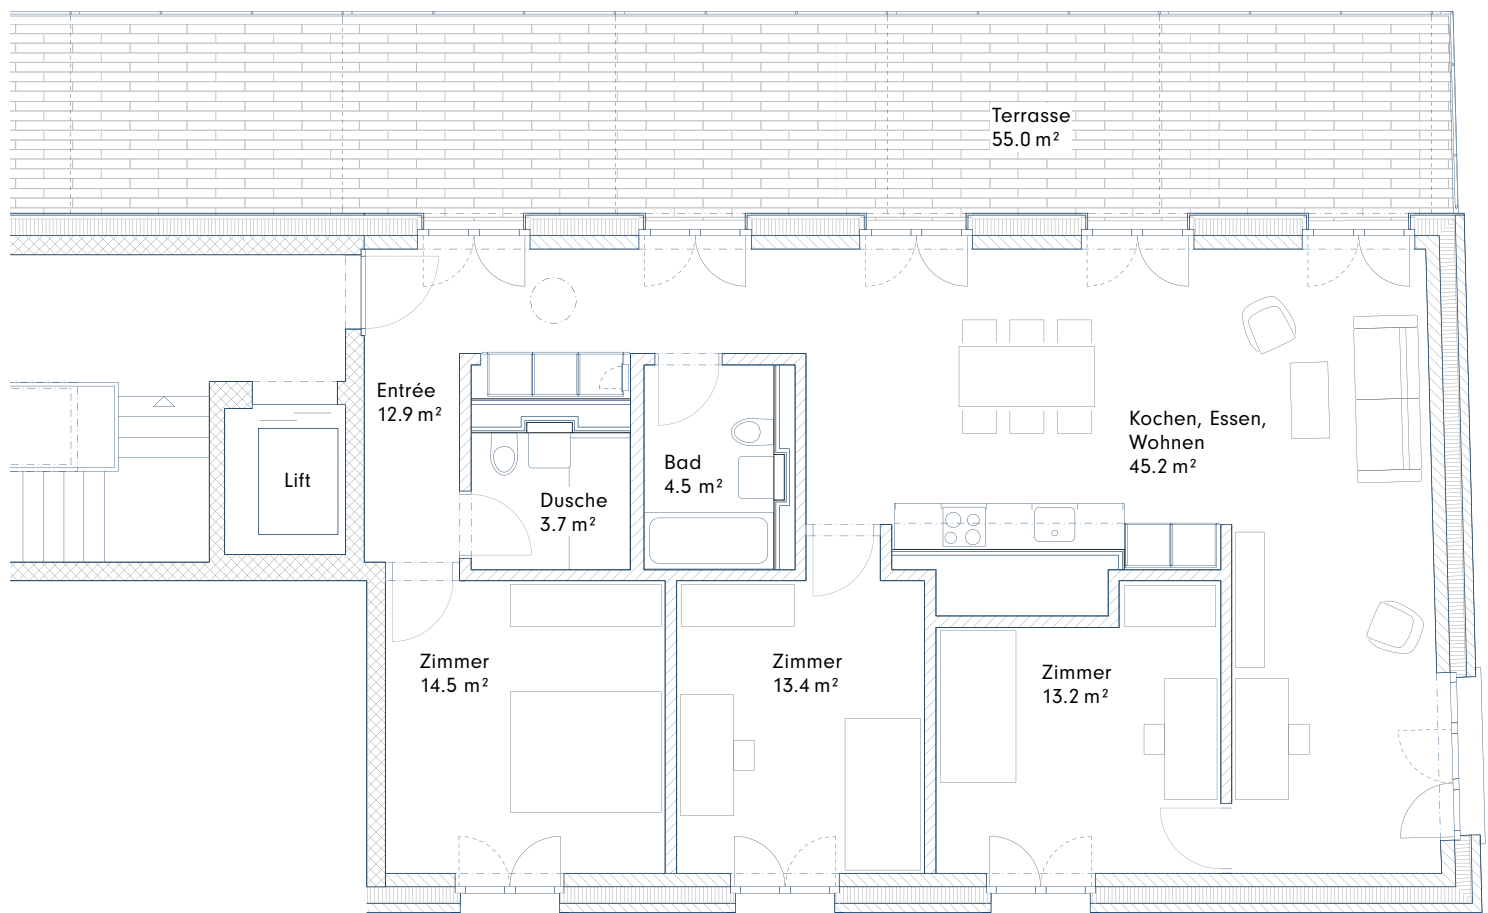 Terrasse
55.0 m²
Entrée
12.9 m²
Kochen, Essen,
Wohnen
45.2 m²
Lift
Bad
4.5 m²
Dusche
3.7 m²
Zimmer
14.5 m²
Zimmer
13.4 m²
Zimmer
13.2 m²